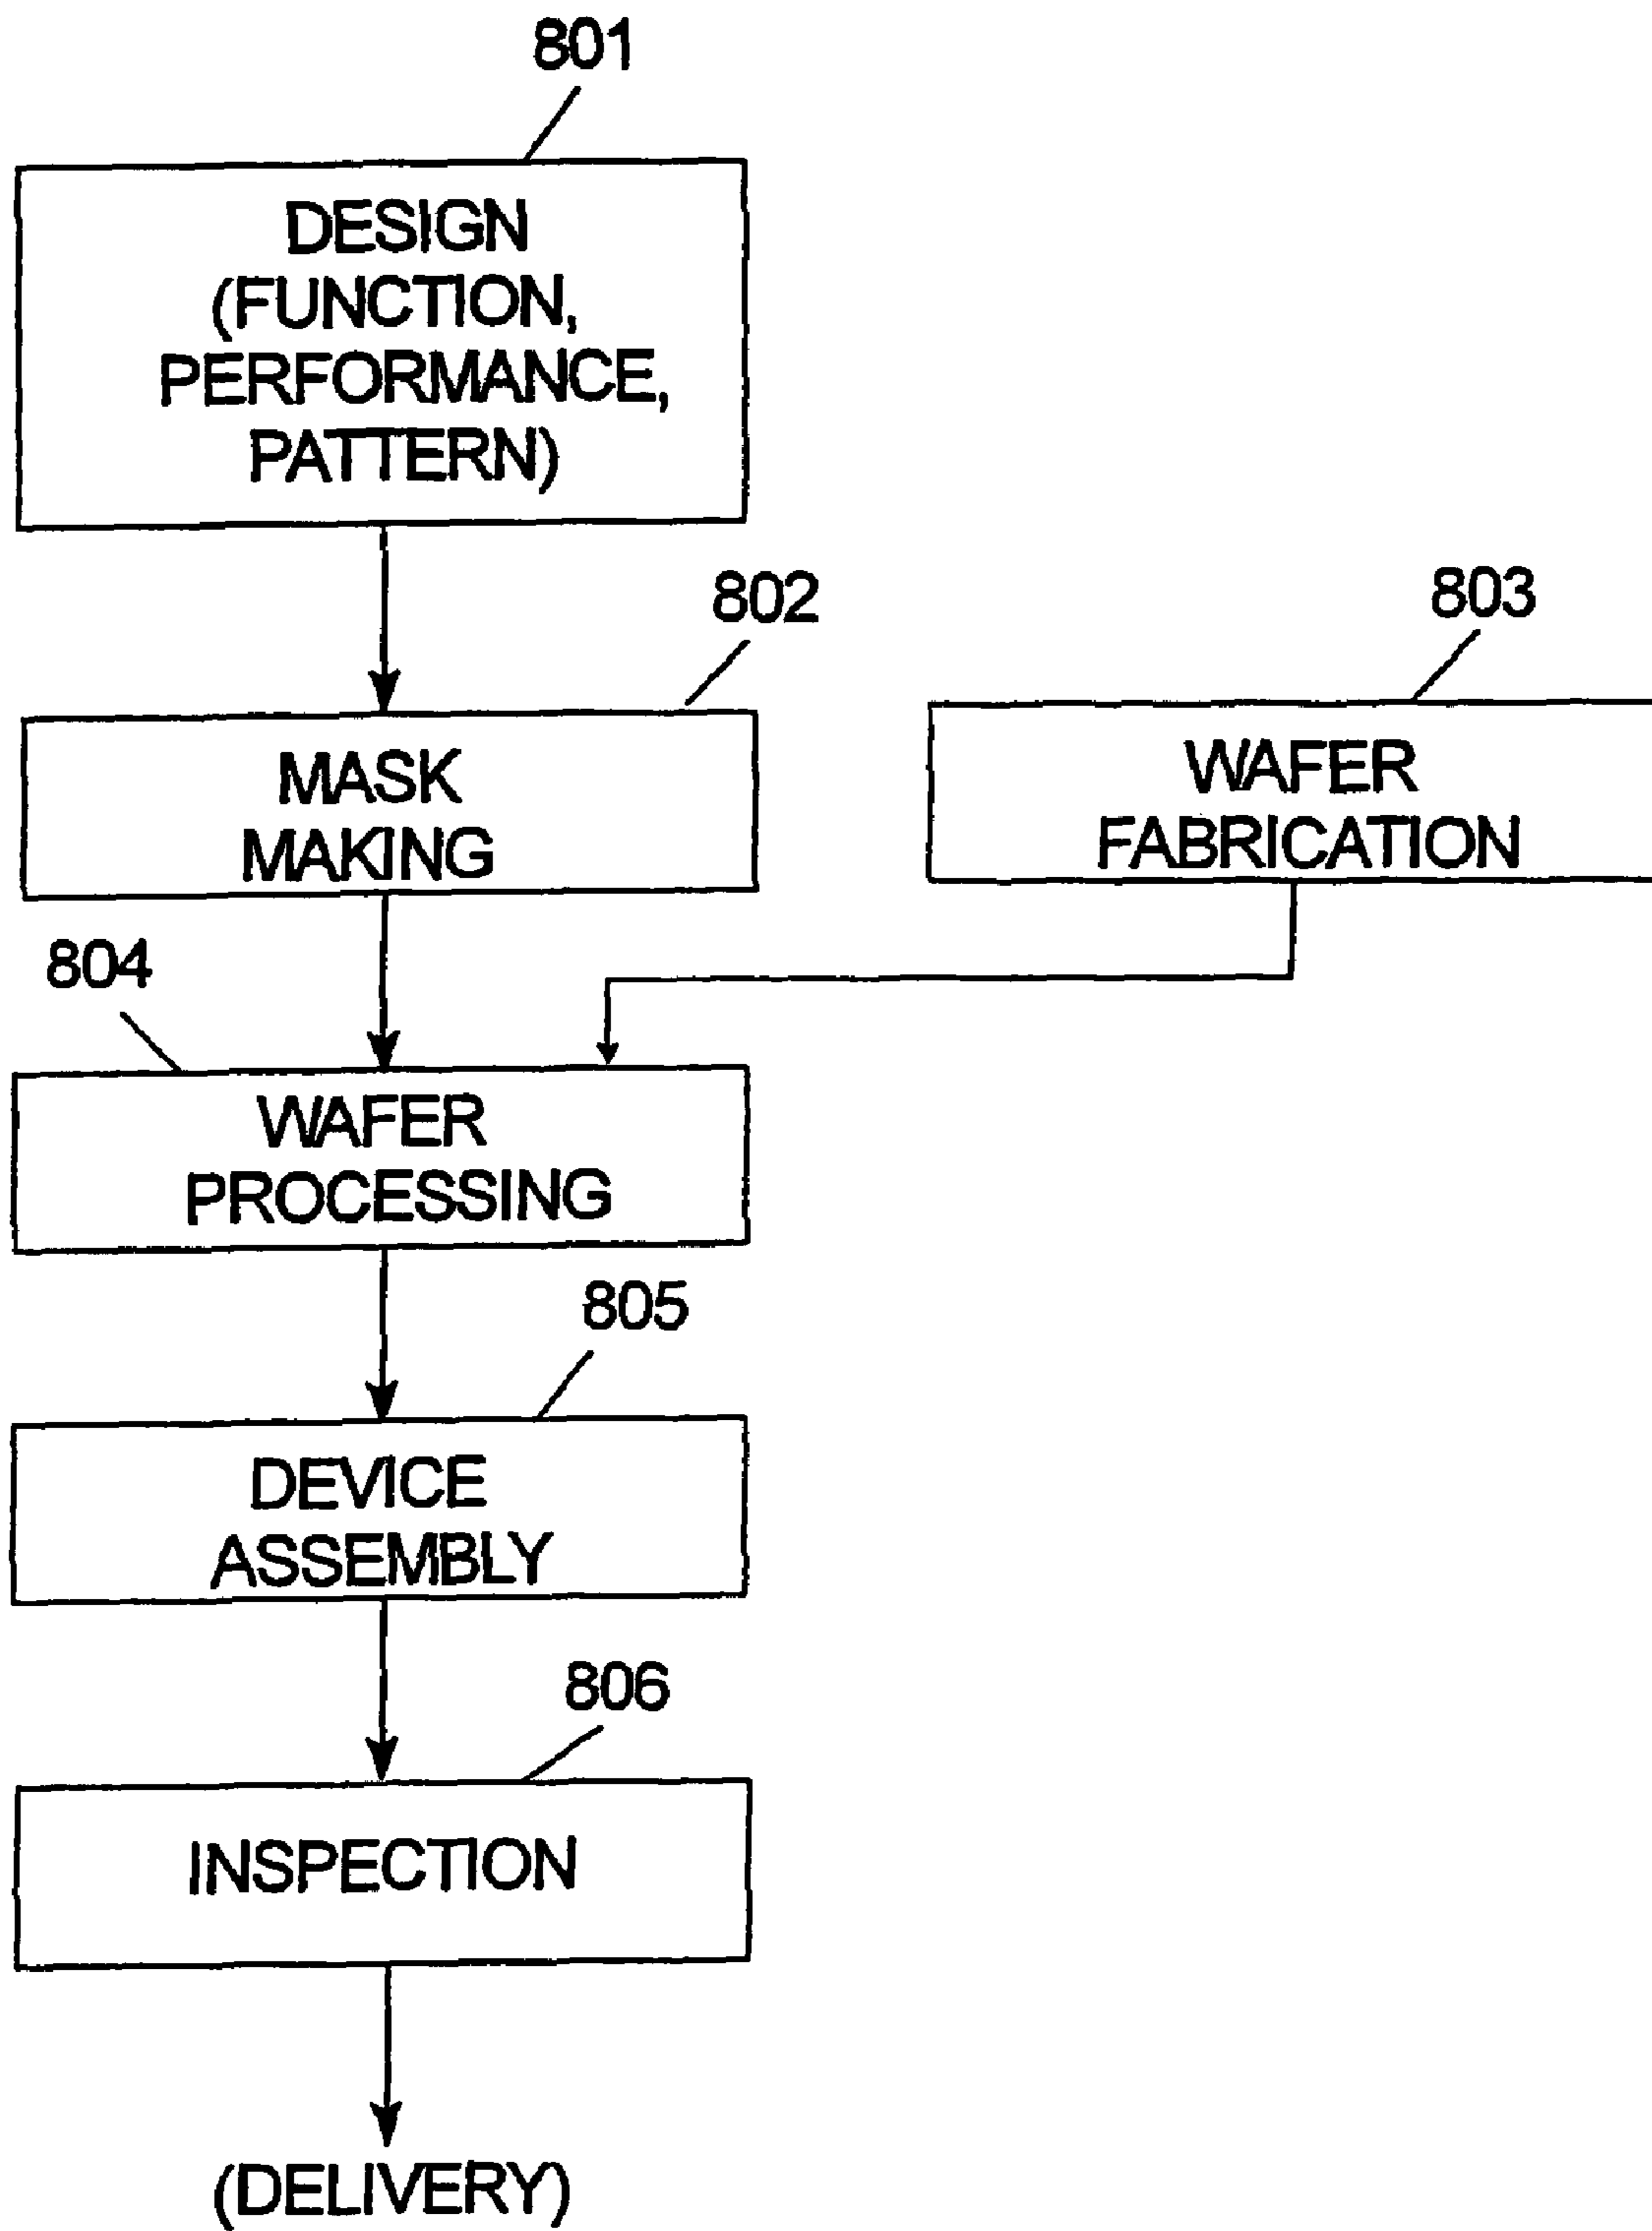 801
DESIGN
(FUNCTION,
PERFORMANCE,
PATTERN)
802
MASK
MAKING
803
WAFER
FABRICATION
804
WAFER
PROCESSING
805
DEVICE
ASSEMBLY
806
INSPECTION
(DELIVERY)